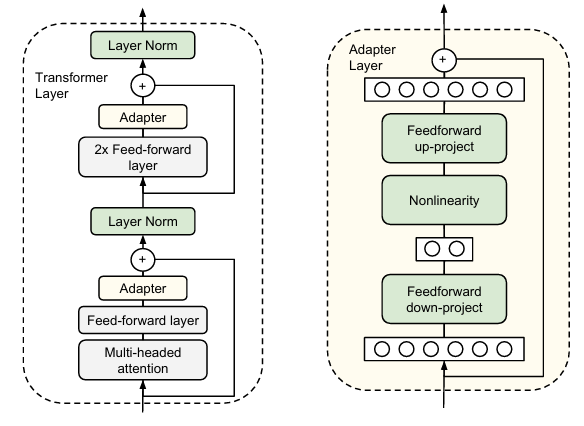 Layer Norm
Transformer
Layer
+
Adapter
2x Feed-forward
layer
Layer Norm
+
Adapter
Feed-forward layer
Multi-headed
attention
Adapter
Layer
+
Feedforward
up-project
Nonlinearity
Feedforward
down-project